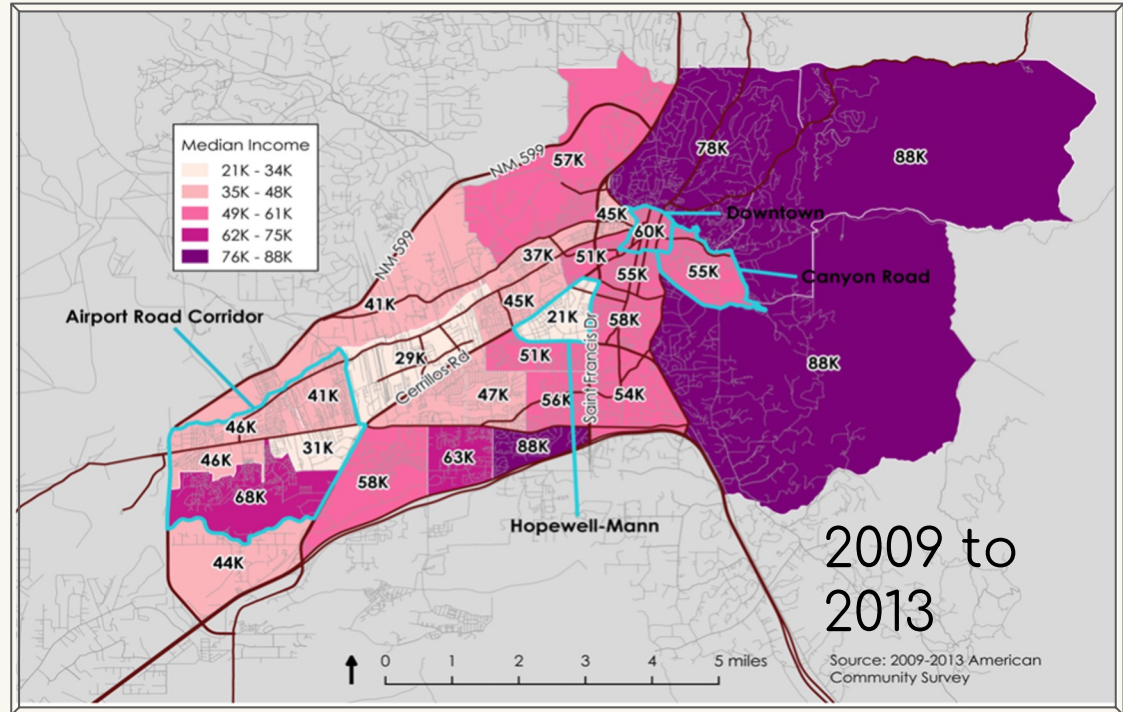 Median Income
21K - 34K
35K - 48K
49K - 61K
62K - 75K
76K - 88K
NM 599
57K
78K
88K
NM 599
45K
Downtown
60K
37K
51K
55K
55K
Canyon Road
41K
45K
21K
58K
Airport Road Corridor
29K
Cerrillos Rd
51K
Saint Francis Dr
88K
41K
47K
56K
54K
46K
46K
31K
63K
88K
58K
68K
Hopewell-Mann
44K
2009 to
2013
0 1 2 3 4 5 miles
Source: 2009-2013 American
Community Survey